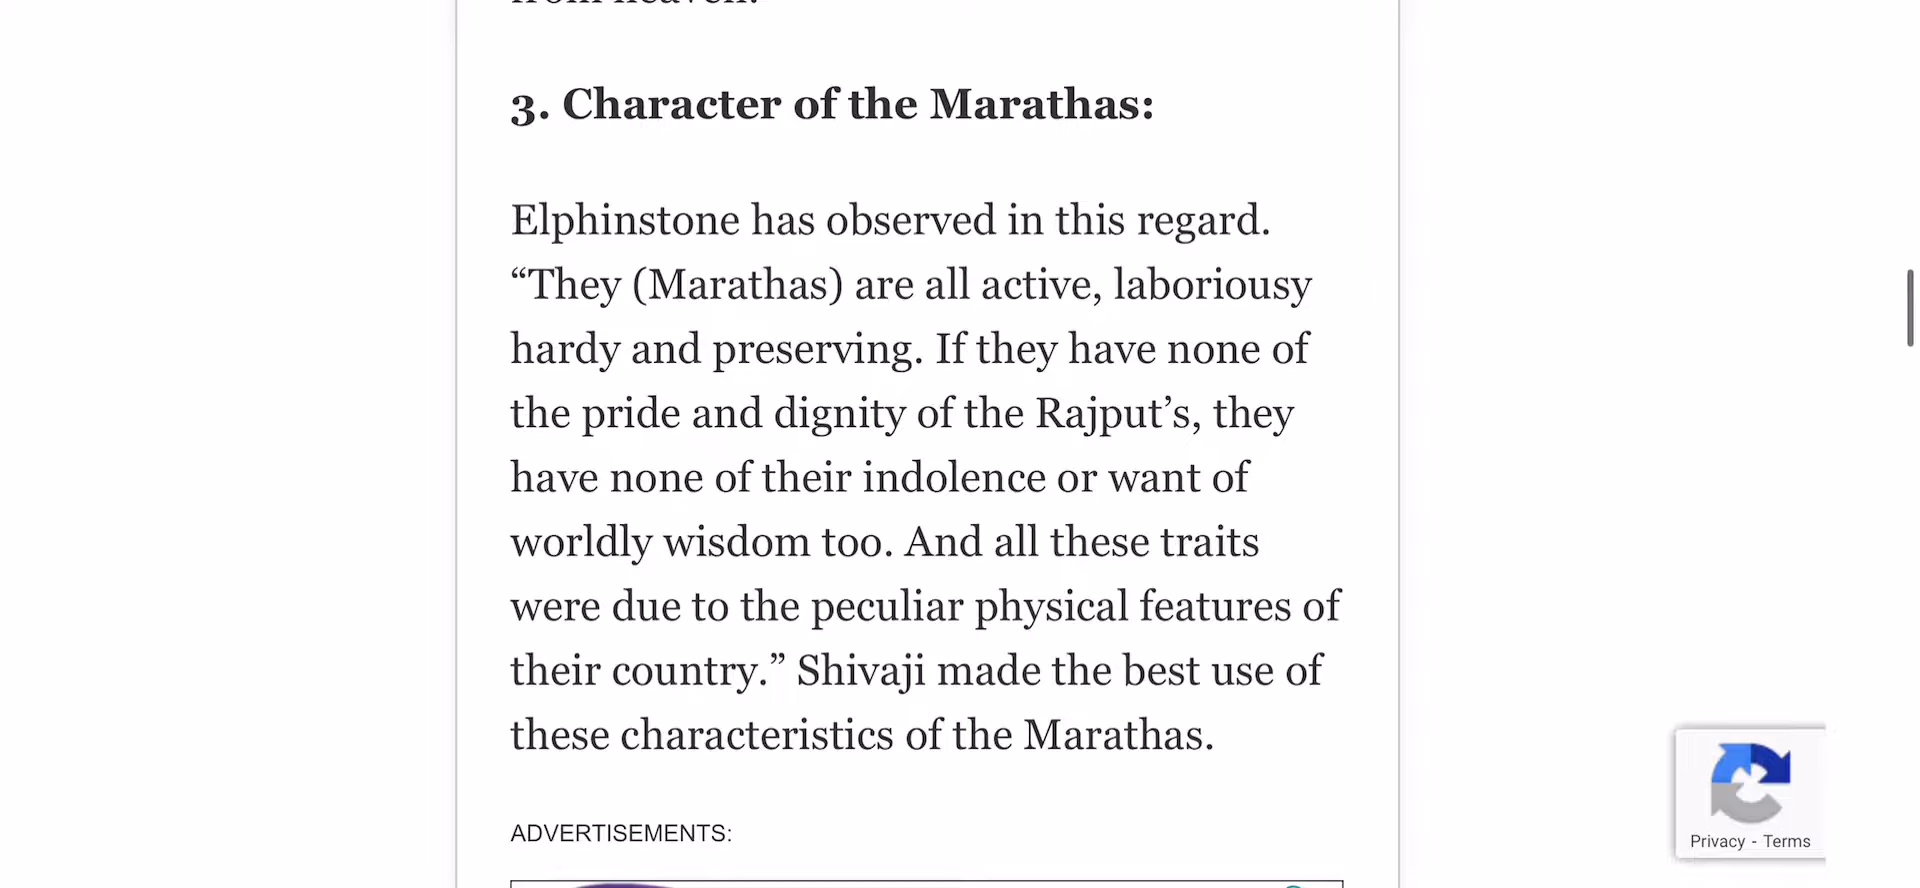 from heaven.
3. Character of the Marathas:
Elphinstone has observed in this regard.
“They (Marathas) are all active, laboriousy
hardy and preserving. If they have none of
the pride and dignity of the Rajput’s, they
have none of their indolence or want of
worldly wisdom too. And all these traits
were due to the peculiar physical features of
their country.” Shivaji made the best use of
these characteristics of the Marathas.
ADVERTISEMENTS:
Privacy - Terms